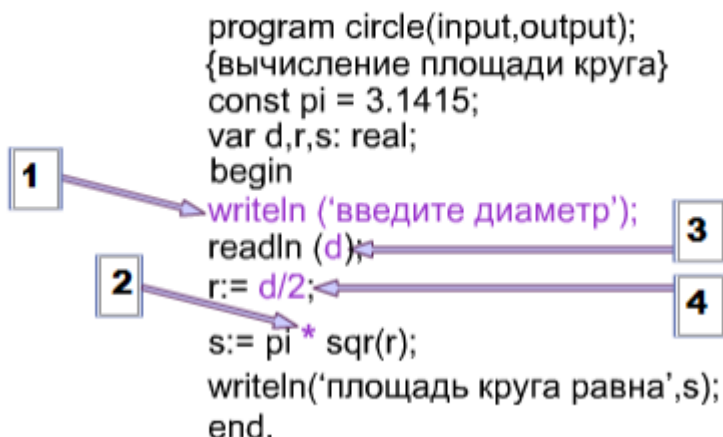 program circle(input,output);
{вычисление площади круга}
const pi = 3.1415;
var d,r,s: real;
begin
1
writeln (‘введите диаметр’);
3
readln (d);
2
r:= d/2;
4
s:= pi * sqr(r);
writeln(‘площадь круга равна’,s);
end.